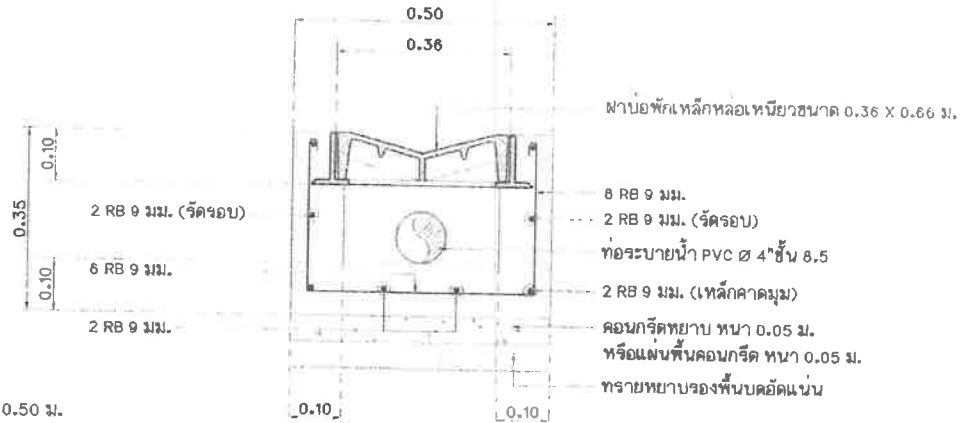 0.50
0.36
ฝาบ่อพักเหล็กหล่อเหนียวขนาด 0.36 X 0.66 ม.
0.10
0.35
0.10
2 RB 9 มม. (รัดรอบ)
6 RB 9 มม.
2 RB 9 มม.
8 RB 9 มม.
2 RB 9 มม. (รัดรอบ)
ท่อระบายน้ำ PVC Ø 4"ชั้น 8.5
2 RB 9 มม. (เหล็กคาดมุม)
คอนกรีตหยาบ หนา 0.05 ม.
หรือแผ่นพื้นคอนกรีต หนา 0.05 ม.
ทรายหยาบรองพื้นบดอัดแน่น
0.50 ม.
0.10
0.10